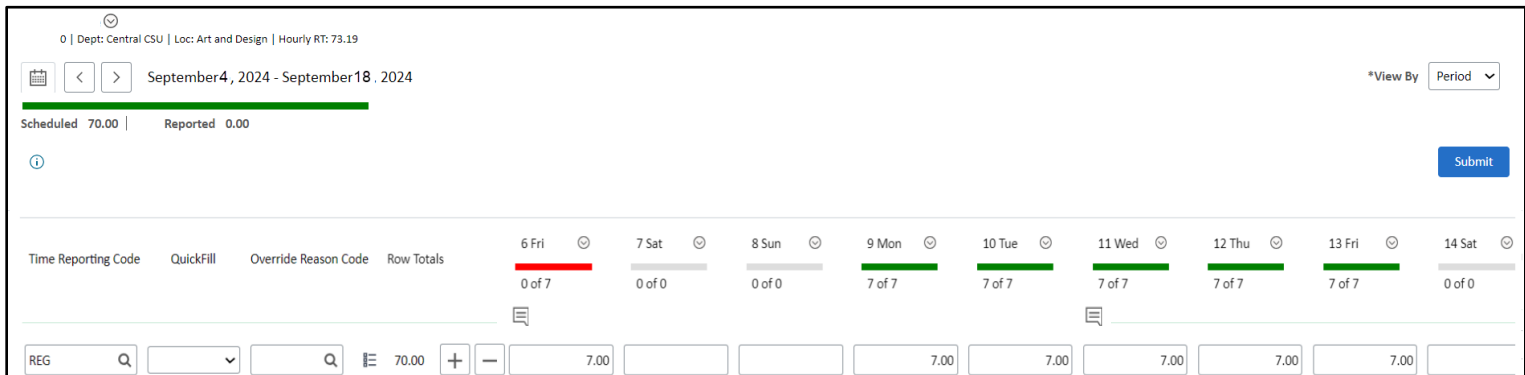 0 | Dept: Central CSU | Loc: Art and Design | Hourly RT: 73.19
September4 , 2024 - September18 . 2024
*View By Period
Scheduled 70.00 | Reported 0.00
Submit
Time Reporting Code QuickFill Override Reason Code Row Totals 6 Fri 7 Sat 8 Sun 9 Mon 10 Tue 11 Wed 12 Thu 13 Fri 14 Sat
0 of 7 0 of 0 0 of 0 7 of 7 7 of 7 7 of 7 7 of 7 7 of 7 0 of 0
REG 70.00 7.00 7.00 7.00 7.00 7.00 7.00